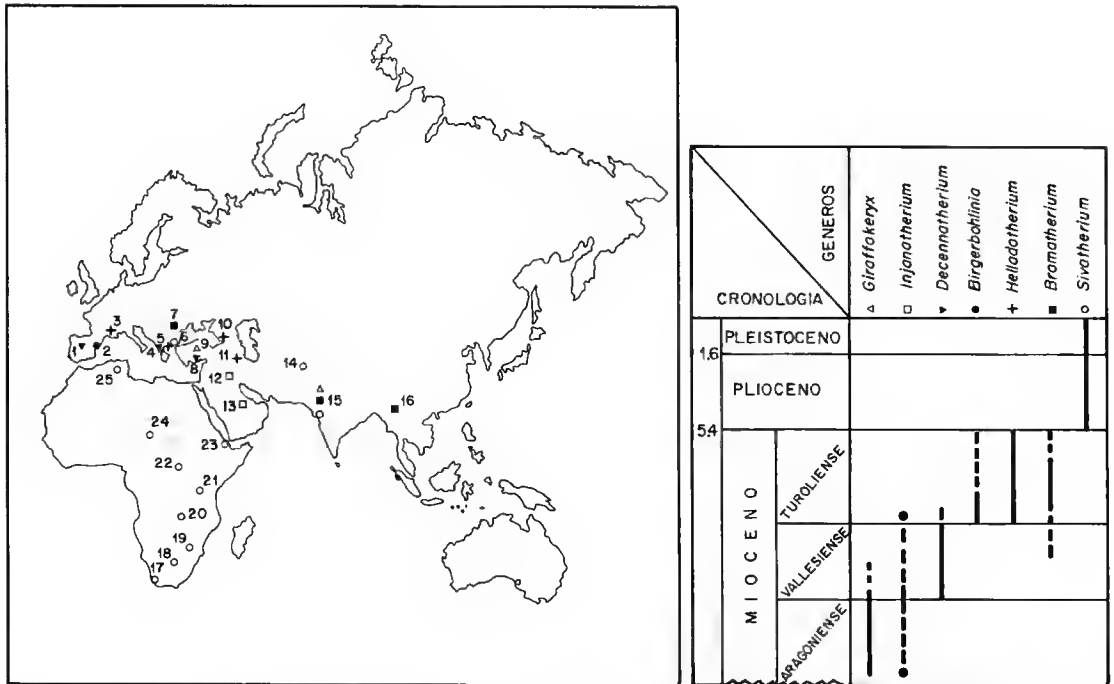 3
7
10
5
6
9
1
2
4
11
14
8
25
12
15
16
13
24
23
22
21
20
19
18
17
GENEROS
CRONOLOGIA
Giraffokeryx
Injanatherium
Decennatherium
Birgerbohlinia
Helladotherium
Bramatherium
Sivatherium
PLEISTOCENO
1.6
PLIOCENO
5.4
MIOCENO
TUROLIENSE
VALLESIENSE
ARAGONIENSE